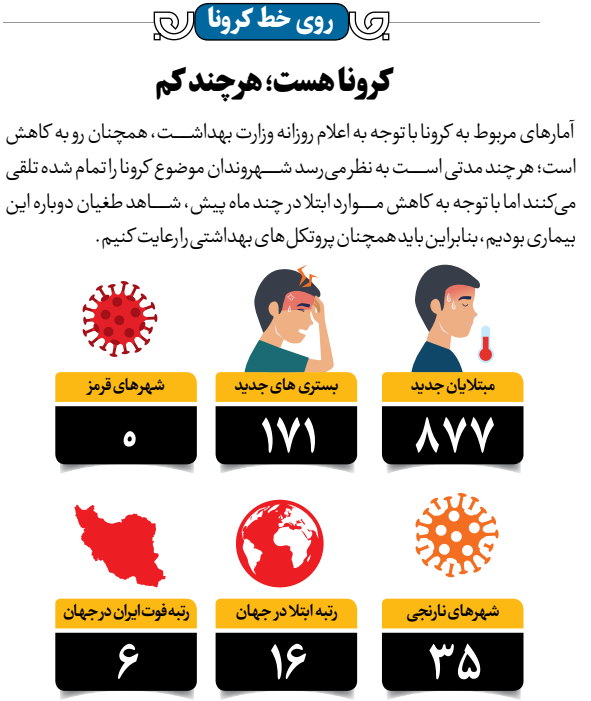 روی خط کرونا
کرونا هست؛ هرچند کم
آمارهای مربوط به کرونا با توجه به اعلام روزانه وزارت بهداشت، همچنان رو به کاهش
است؛ هر چند مدتی است به نظر می‌رسد شهروندان موضوع کرونا را تمام شده تلقی
می‌کنند اما با توجه به کاهش موارد ابتلا در چند ماه پیش، شاهد طغیان دوباره این
بیماری بودیم، بنابراین باید همچنان پروتکل‌های بهداشتی را رعایت کنیم.
مبتلایان جدید
۸۷۷
بستری های جدید
۱۷۱
شهرهای قرمز
۰
شهرهای نارنجی
۳۵
رتبه ابتلا در جهان
۱۶
رتبه فوت ایران در جهان
۶